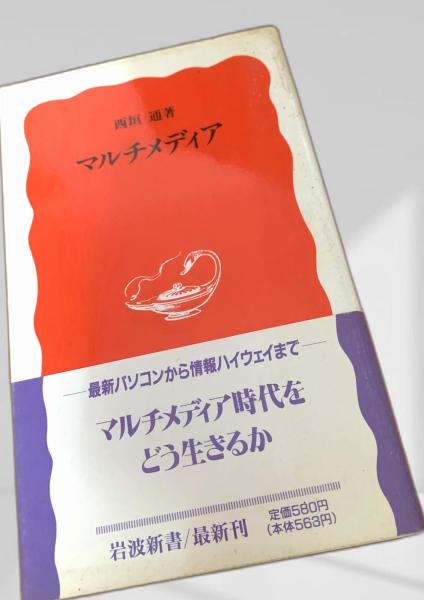 西垣 通著
マルチメディア
—最新パソコンから情報ハイウェイまで—
マルチメディア時代を
どう生きるか
岩波新書/最新刊
定価580円
(本体563円)